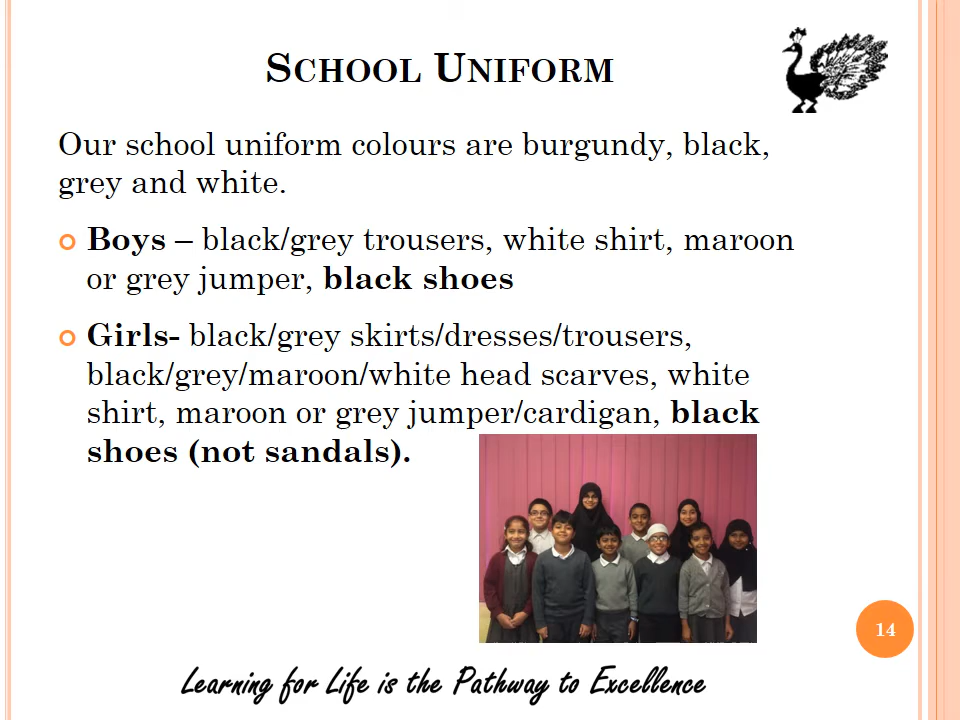 SCHOOL UNIFORM
Our school uniform colours are burgundy, black,
grey and white.
Boys – black/grey trousers, white shirt, maroon
or grey jumper, black shoes
Girls- black/grey skirts/dresses/trousers,
black/grey/maroon/white head scarves, white
shirt, maroon or grey jumper/cardigan, black
shoes (not sandals).
14
Learning for Life is the Pathway to Excellence